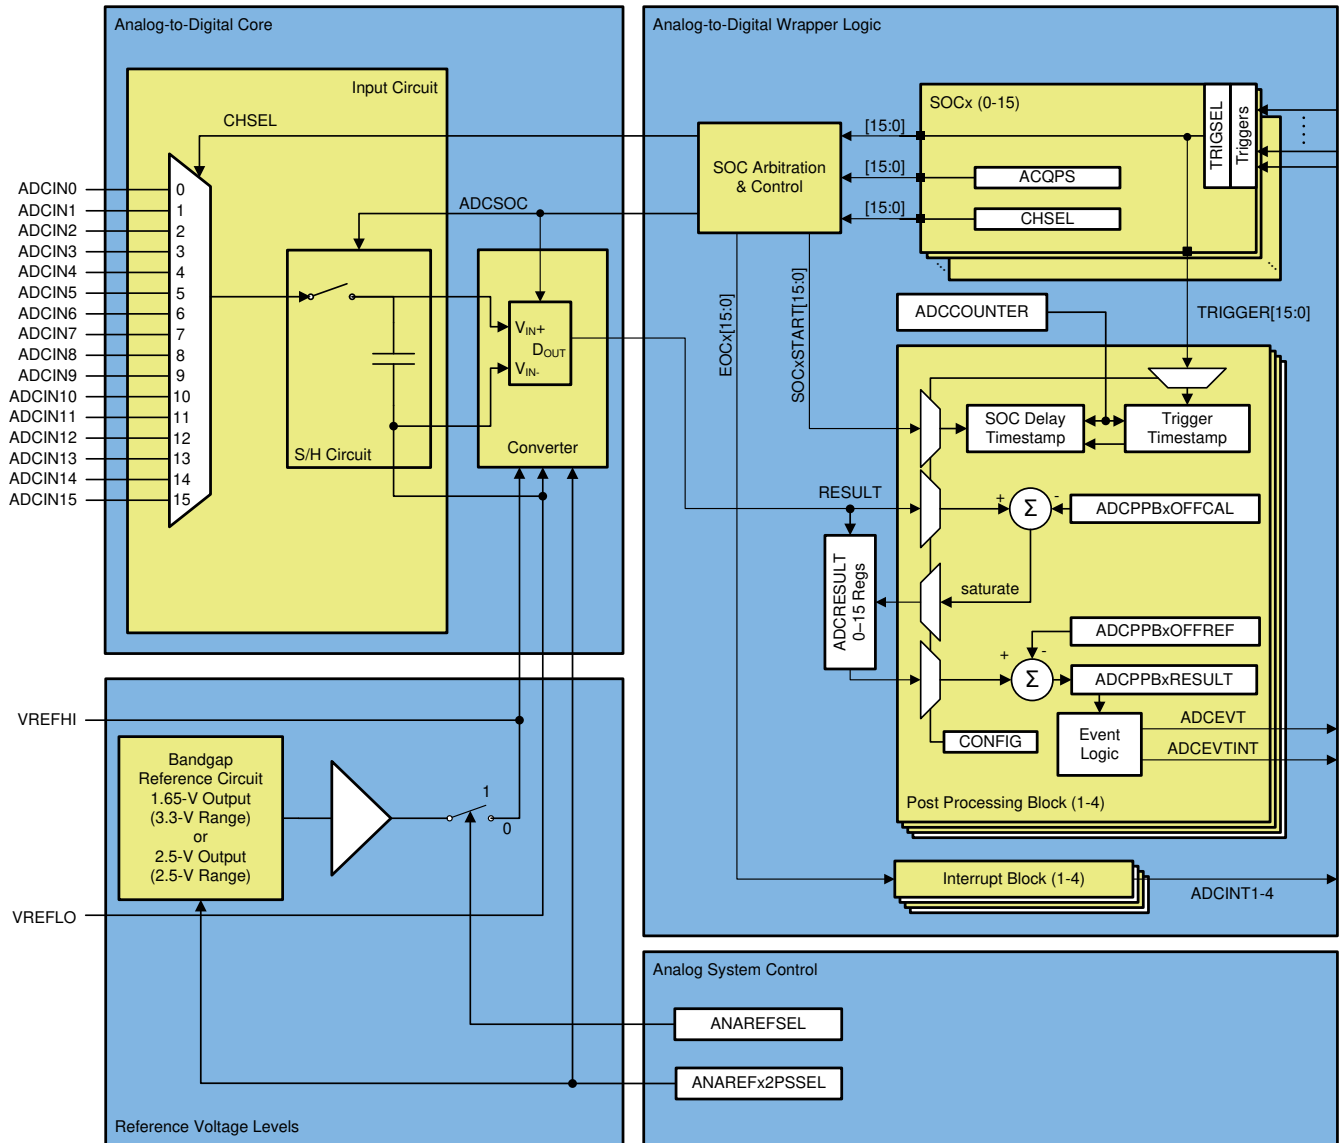 Analog-to-Digital Core
Input Circuit
CHSEL
ADCIN0 0
ADCIN1 1
ADCIN2 2
ADCIN3 3
ADCIN4 4
ADCIN5 5
ADCIN6 6
ADCIN7 7
ADCIN8 8
ADCIN9 9
ADCIN10 10
ADCIN11 11
ADCIN12 12
ADCIN13 13
ADCIN14 14
ADCIN15 15
ADCSOC
S/H Circuit
VIN+
DOUT
VIN-
Converter
Analog-to-Digital Wrapper Logic
SOC Arbitration
& Control
[15:0]
[15:0]
[15:0]
SOCx (0-15)
ACQPS
CHSEL
TRIGSEL
Triggers
EOCx[15:0]
SOCxSTART[15:0]
ADCCOUNTER
TRIGGER[15:0]
SOC Delay
Timestamp
Trigger
Timestamp
RESULT
+
Σ
-
ADCPPBxOFFCAL
ADCRESULT
0–15 Regs
saturate
ADCPPBxOFFREF
+
-
Σ
ADCPPBxRESULT
CONFIG
Event
Logic
ADCEVT
ADCEVTINT
Post Processing Block (1-4)
Interrupt Block (1-4)
ADCINT1-4
VREFHI
Bandgap
Reference Circuit
1.65-V Output
(3.3-V Range)
or
2.5-V Output
(2.5-V Range)
1
0
VREFLO
Reference Voltage Levels
Analog System Control
ANAREFSEL
ANAREFx2PSSEL